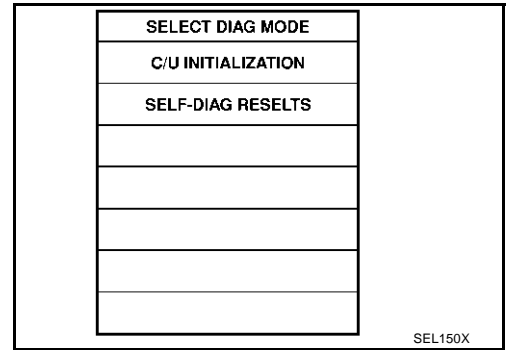 SELECT DIAG MODE
C/U INITIALIZATION
SELF-DIAG RESELTS
SEL150X